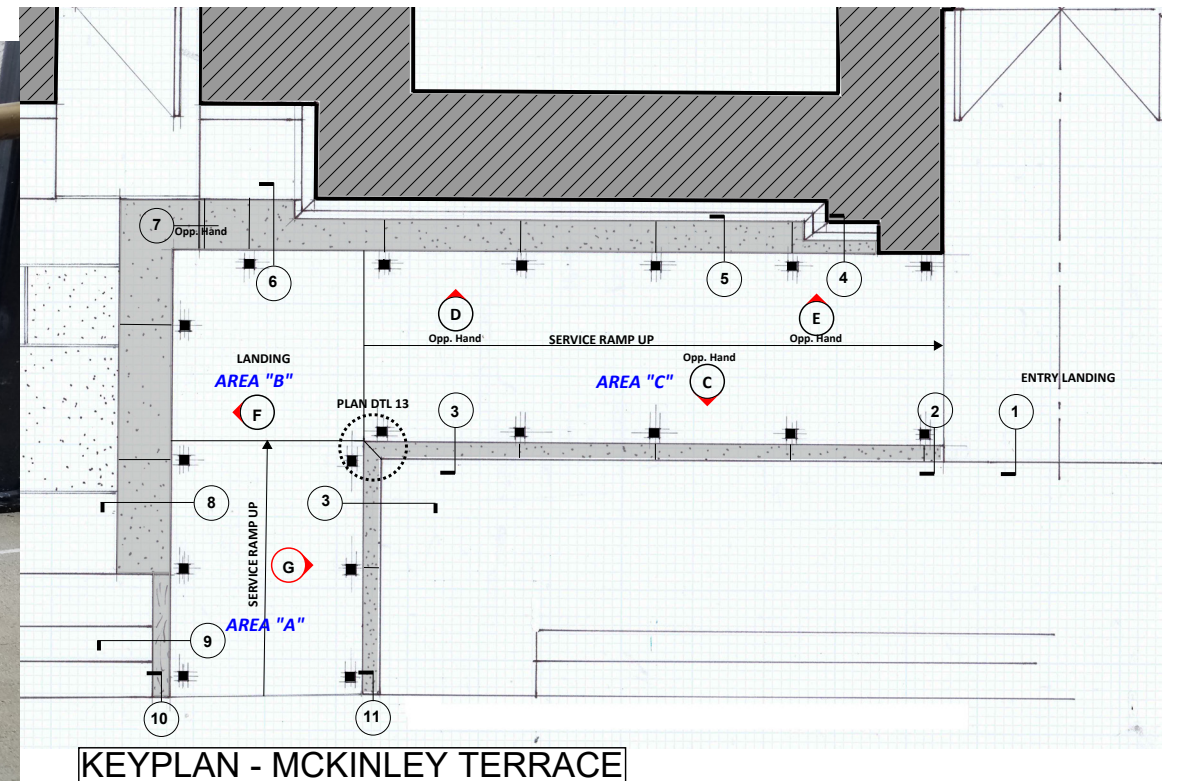 7
Opp. Hand
6
5
4
D
Opp. Hand
E
Opp. Hand
SERVICE RAMP UP
Opp. Hand
C
LANDING
AREA "B"
AREA "C"
ENTRY LANDING
F
PLAN DTL 13
3
2
1
8
3
SERVICE RAMP UP
G
AREA "A"
9
10
11
KEYPLAN - MCKINLEY TERRACE